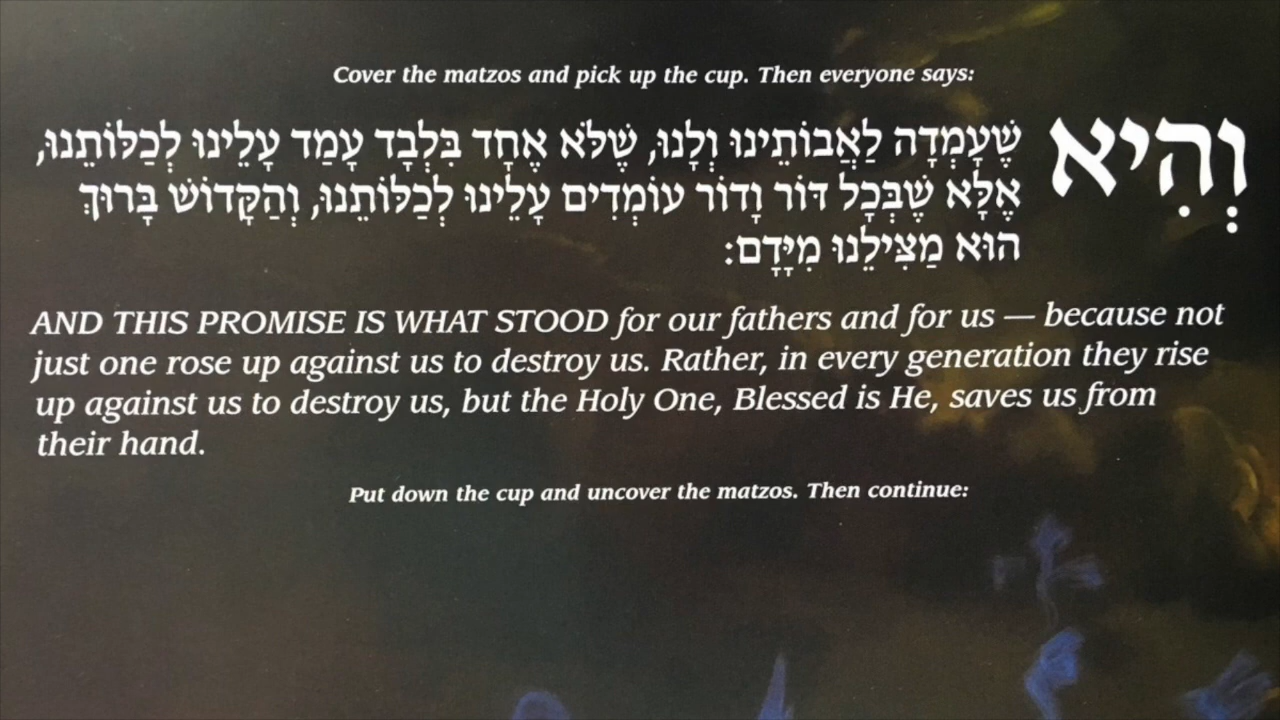 Cover the matzos and pick up the cup. Then everyone says:
וְהִיא שֶׁעָמְדָה לַאֲבוֹתֵינוּ וְלָנוּ, שֶׁלֹּא אֶחָד בִּלְבָד עָמַד עָלֵינוּ לְכַלּוֹתֵנוּ,
אֶלָּא שֶׁבְּכָל דּוֹר וָדוֹר עוֹמְדִים עָלֵינוּ לְכַלּוֹתֵנוּ, וְהַקָּדוֹשׁ בָּרוּךְ
הוּא מַצִּילֵנוּ מִיָּדָם:
AND THIS PROMISE IS WHAT STOOD for our fathers and for us — because not
just one rose up against us to destroy us. Rather, in every generation they rise
up against us to destroy us, but the Holy One, Blessed is He, saves us from
their hand.
Put down the cup and uncover the matzos. Then continue: